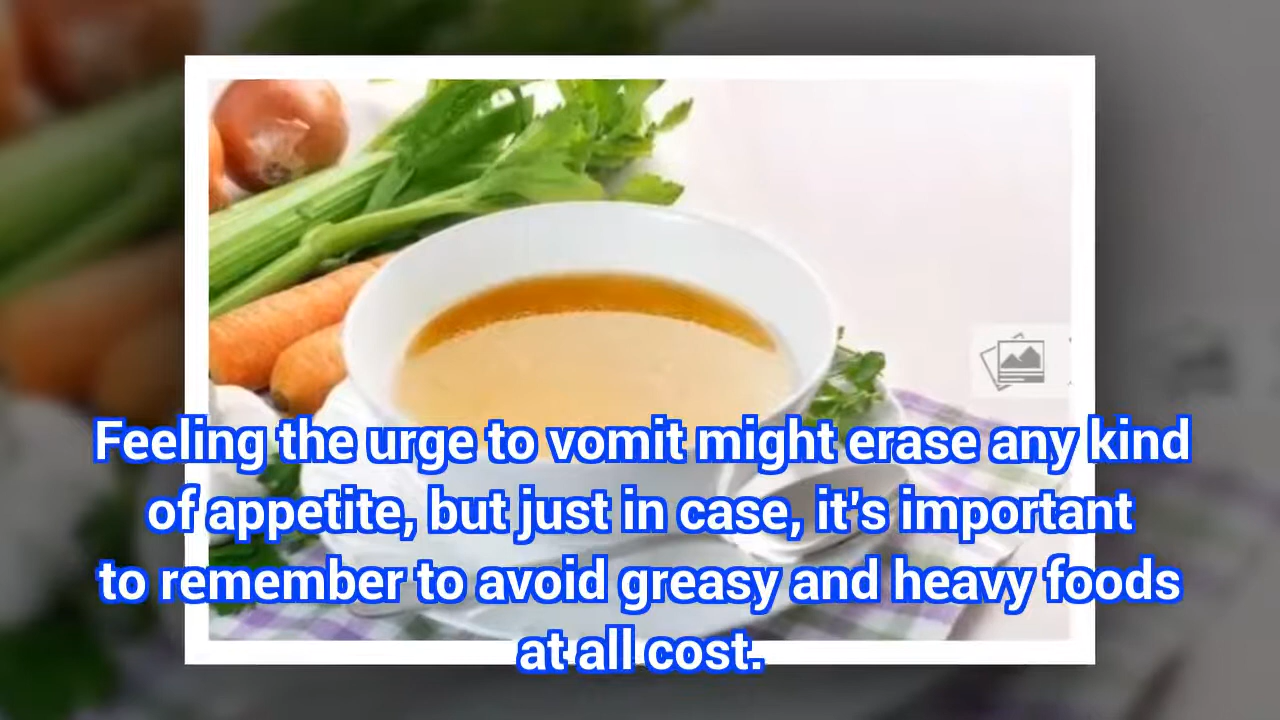 Feeling the urge to vomit might erase any kind
of appetite, but just in case, it's important
to remember to avoid greasy and heavy foods
at all cost.